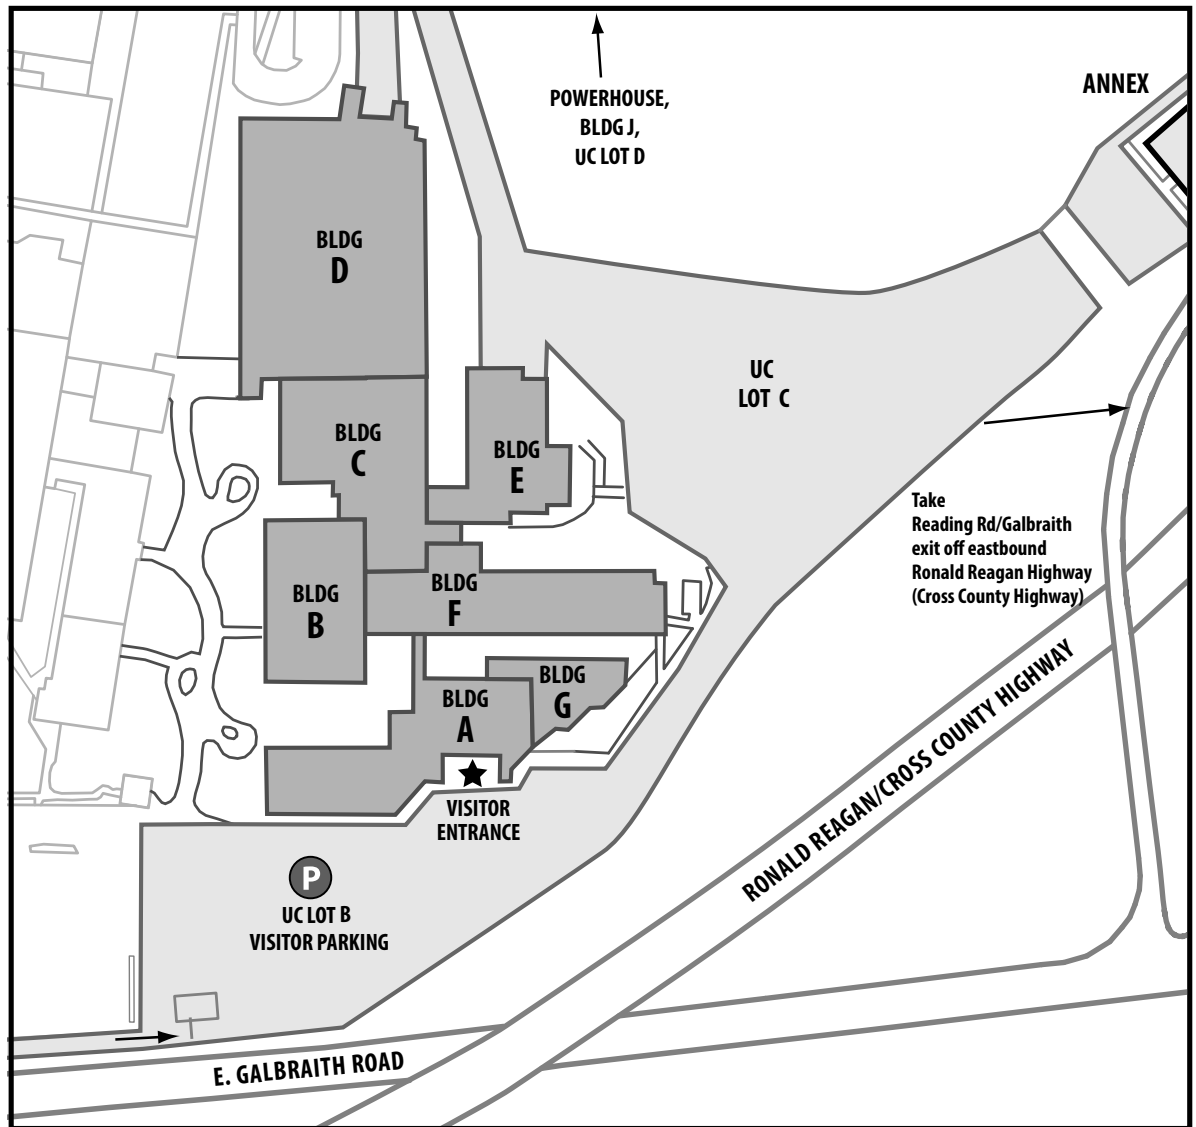 POWERHOUSE,
BLDG J,
UC LOT D
ANNEX
BLDG
D
UC
LOT C
BLDG
C
BLDG
E
Take
Reading Rd/Galbraith
exit off eastbound
Ronald Reagan Highway
(Cross County Highway)
BLDG
B
BLDG
F
BLDG
G
BLDG
A
VISITOR
ENTRANCE
RONALD REAGAN/CROSS COUNTY HIGHWAY
P
UC LOT B
VISITOR PARKING
E. GALBRAITH ROAD